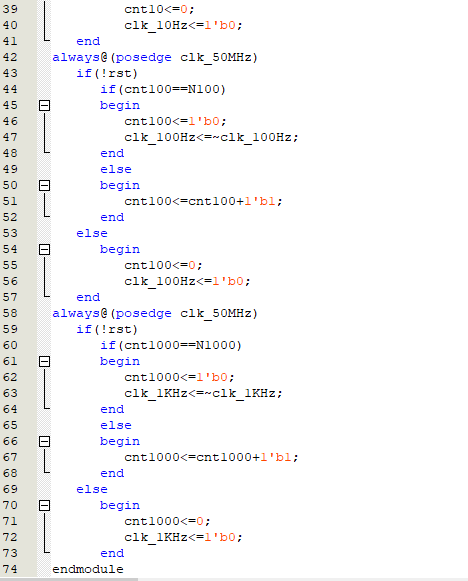 39 cnt10<=0;
40 clk_10Hz<=1'b0;
41 end
42 always@(posedge clk_50MHz)
43 if(!rst)
44 if(cnt100==N100)
45 begin
46 cnt100<=1'b0;
47 clk_100Hz<=~clk_100Hz;
48 end
49 else
50 begin
51 cnt100<=cnt100+1'b1;
52 end
53 else
54 begin
55 cnt100<=0;
56 clk_100Hz<=1'b0;
57 end
58 always@(posedge clk_50MHz)
59 if(!rst)
60 if(cnt1000==N1000)
61 begin
62 cnt1000<=1'b0;
63 clk_1KHz<=~clk_1KHz;
64 end
65 else
66 begin
67 cnt1000<=cnt1000+1'b1;
68 end
69 else
70 begin
71 cnt1000<=0;
72 clk_1KHz<=1'b0;
73 end
74 endmodule